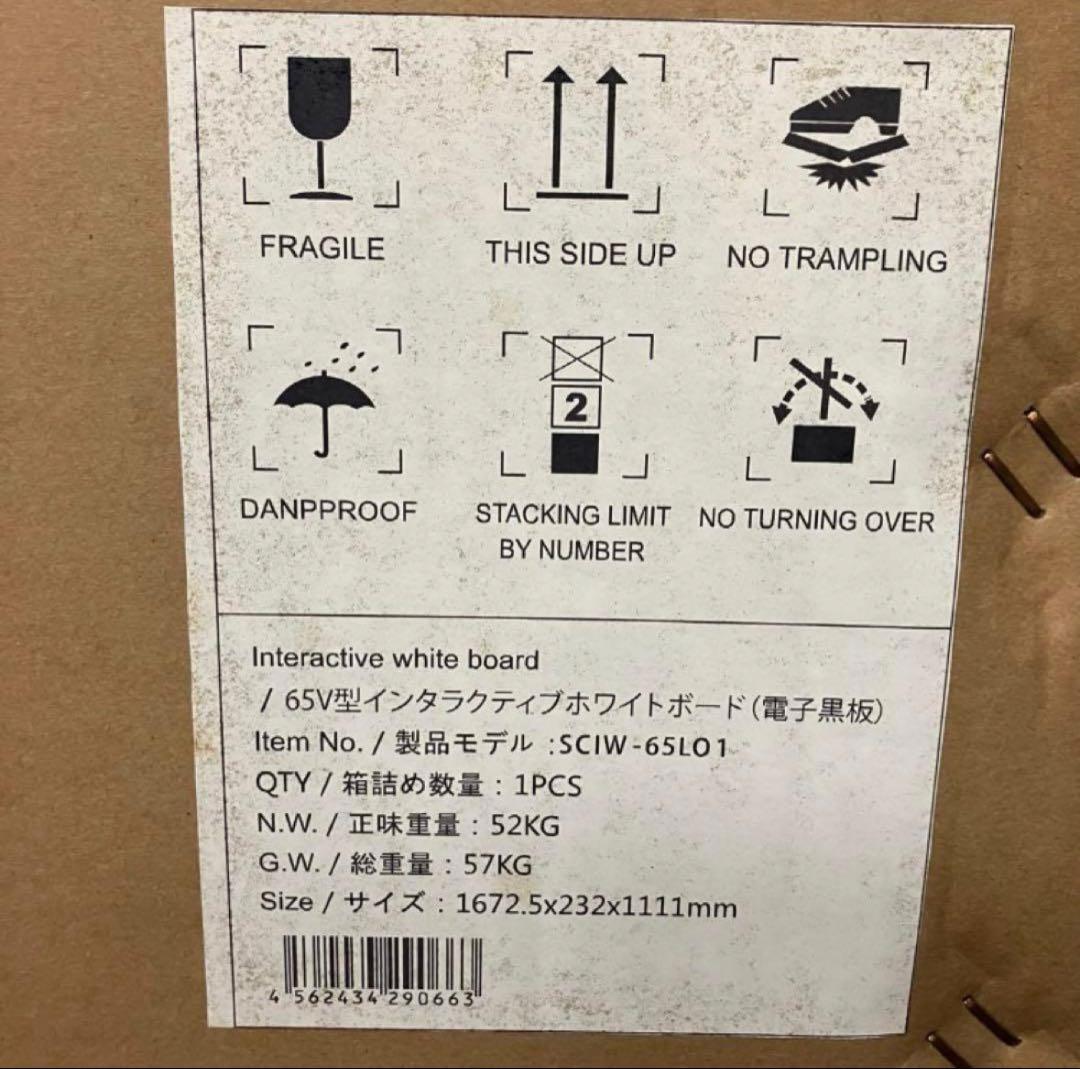 FRAGILE
THIS SIDE UP
NO TRAMPLING
2
DANPPROOF
STACKING LIMIT
BY NUMBER
NO TURNING OVER
Interactive white board
/ 65V型インタラクティブホワイトボード(電子黒板)
Item No. / 製品モデル :SCIW-65L01
QTY / 箱詰め数量 : 1PCS
N.W. / 正味重量 : 52KG
G.W. / 総重量 : 57KG
Size / サイズ : 1672.5x232x1111mm
4 562434 290663